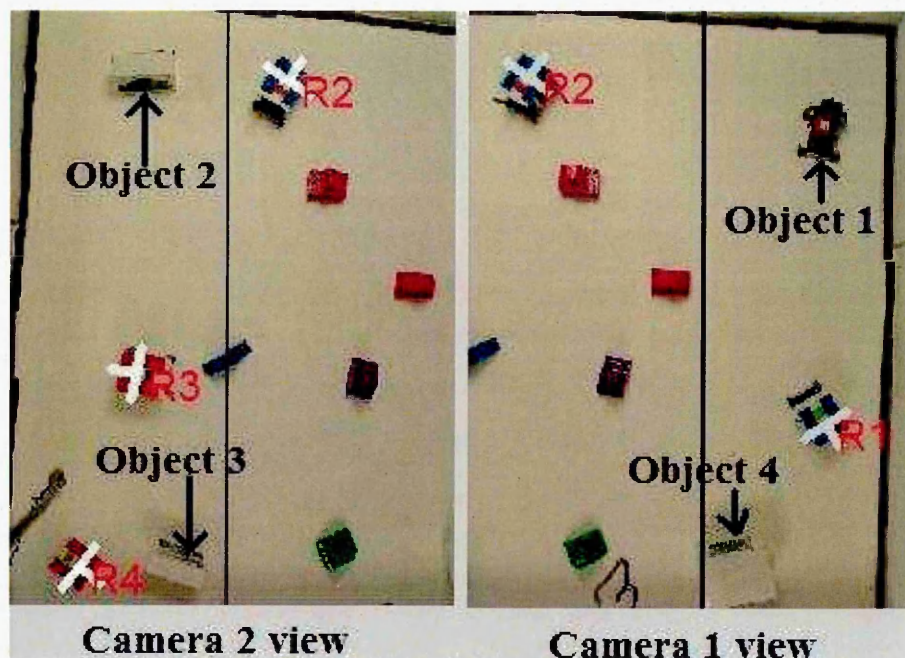 R2
Object 2
R3
Object 3
R4
Camera 2 view
R2
Object 1
R1
Object 4
Camera 1 view